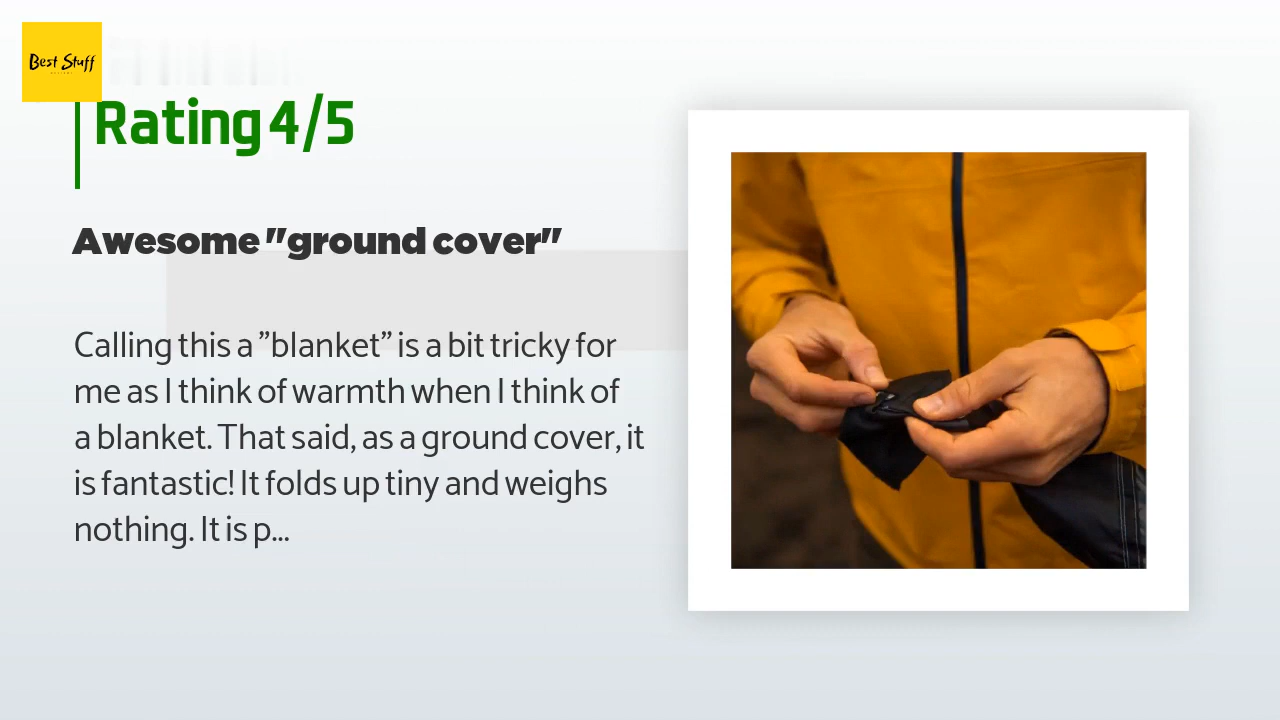 Best Stuff
Rating 4/5
Awesome "ground cover"
Calling this a ”blanket” is a bit tricky for
me as I think of warmth when I think of
a blanket. That said, as a ground cover, it
is fantastic! It folds up tiny and weighs
nothing. It is p...